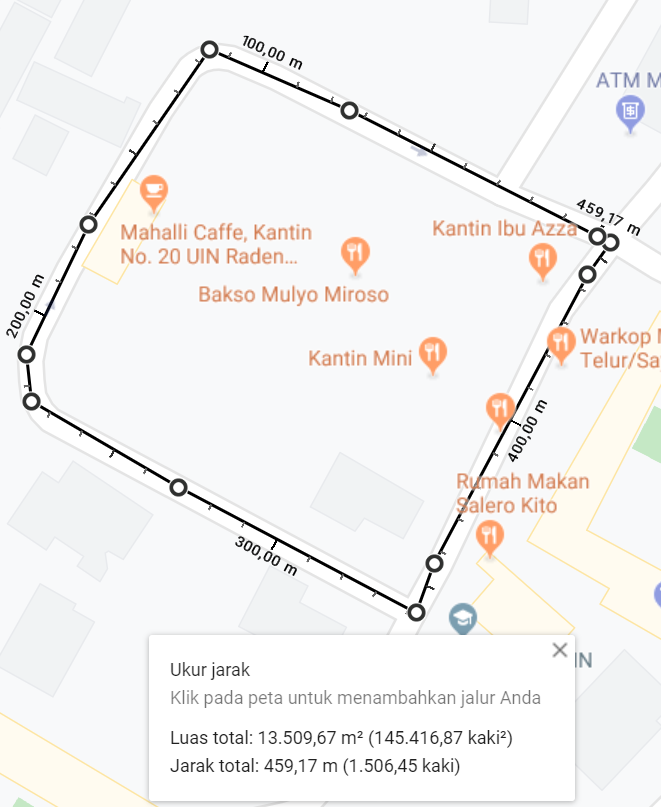 100,00 m
ATM M
459,17 m
Mahalli Caffe, Kantin
No. 20 UIN Raden...
Kantin Ibu Azza
Bakso Mulyo Miroso
200,00 m
Kantin Mini
Warkop
Telur/Sa
400,00 m
Rumah Makan
Salero Kito
300,00 m
IN
Ukur jarak
Klik pada peta untuk menambahkan jalur Anda
Luas total: 13.509,67 m² (145.416,87 kaki²)
Jarak total: 459,17 m (1.506,45 kaki)